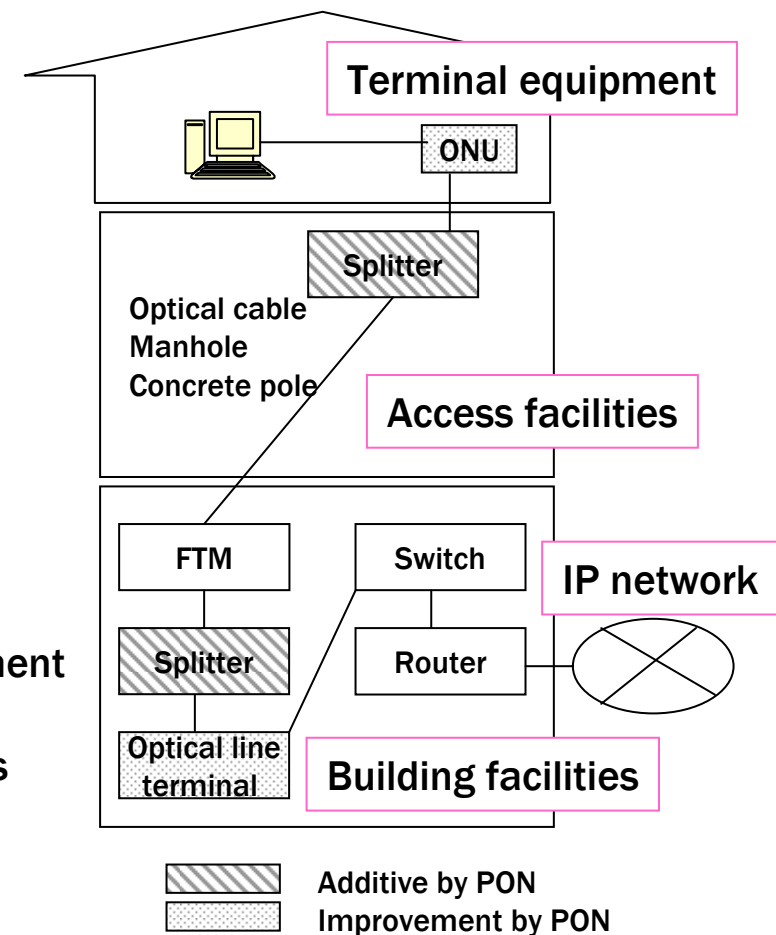 Terminal equipment
ONU
Splitter
Optical cable
Manhole
Concrete pole
Access facilities
FTM
Switch
IP network
Splitter
Router
Optical line
terminal
Building facilities
Additive by PON
Improvement by PON